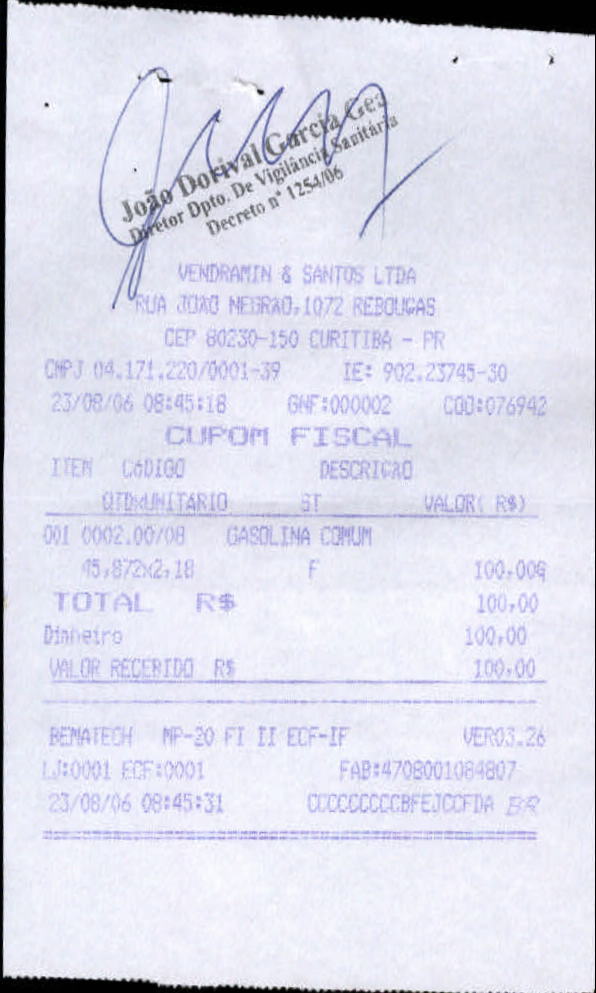 João Dorival Garcia Gea
Diretor Dpto. De Vigilância Sanitária
Decreto nº 1254/06
VENDRAMIN & SANTOS LTDA
RUA JOAO NEGRAO,1072 REBOUÇAS
CEP 80230-150 CURITIBA - PR
CNPJ 04.171.220/0001-39 IE: 902.23745-30
23/08/06 08:45:18 GNF:000002 COO:076942
CUPOM FISCAL
ITEM CóDIGO DESCRIÇÃO
QTDxUNITARIO ST VALOR( R$)
001 0002.00/08 GASOLINA COMUM
45,872x2,18 F 100,00G
TOTAL R$ 100,00
Dinheiro 100,00
VALOR RECEBIDO R$ 100,00
BEMATECH MP-20 FI II ECF-IF VER03.26
LJ:0001 ECF:0001 FAB:4708001084807
23/08/06 08:45:31 CCCCCCCCCBFEJCCFDA BR